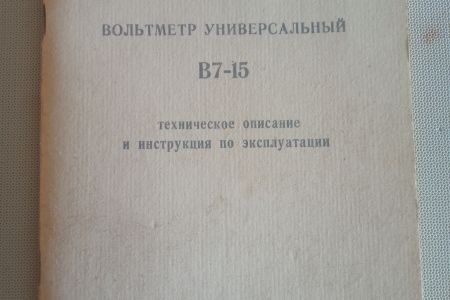 ВОЛЬТМЕТР УНИВЕРСАЛЬНЫЙ
В7-15
техническое описание
и инструкция по эксплуатации